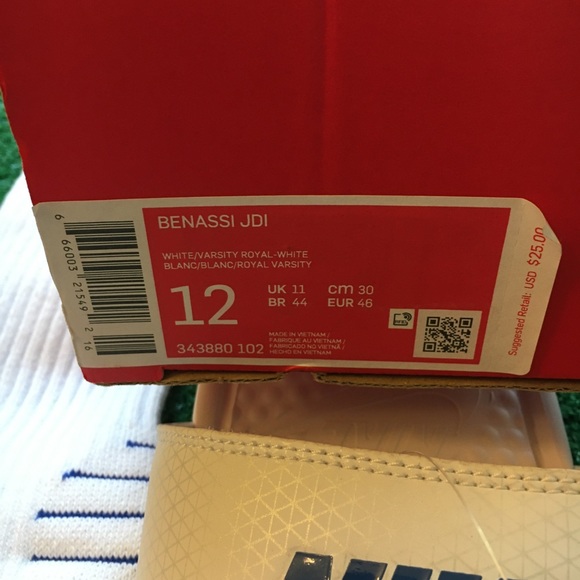 BENASSI JDI
WHITE/VARSITY ROYAL-WHITE
BLANC/BLANC/ROYAL VARSITY
12
UK 11 cm 30
BR 44 EUR 46
343880 102
MADE IN VIETNAM /
FABRIQUE AU VIETNAM /
FABRICADO NO VIETNÃ /
HECHO EN VIETNAM
Suggested Retail: USD $25.00
6 66003 21549 2 16